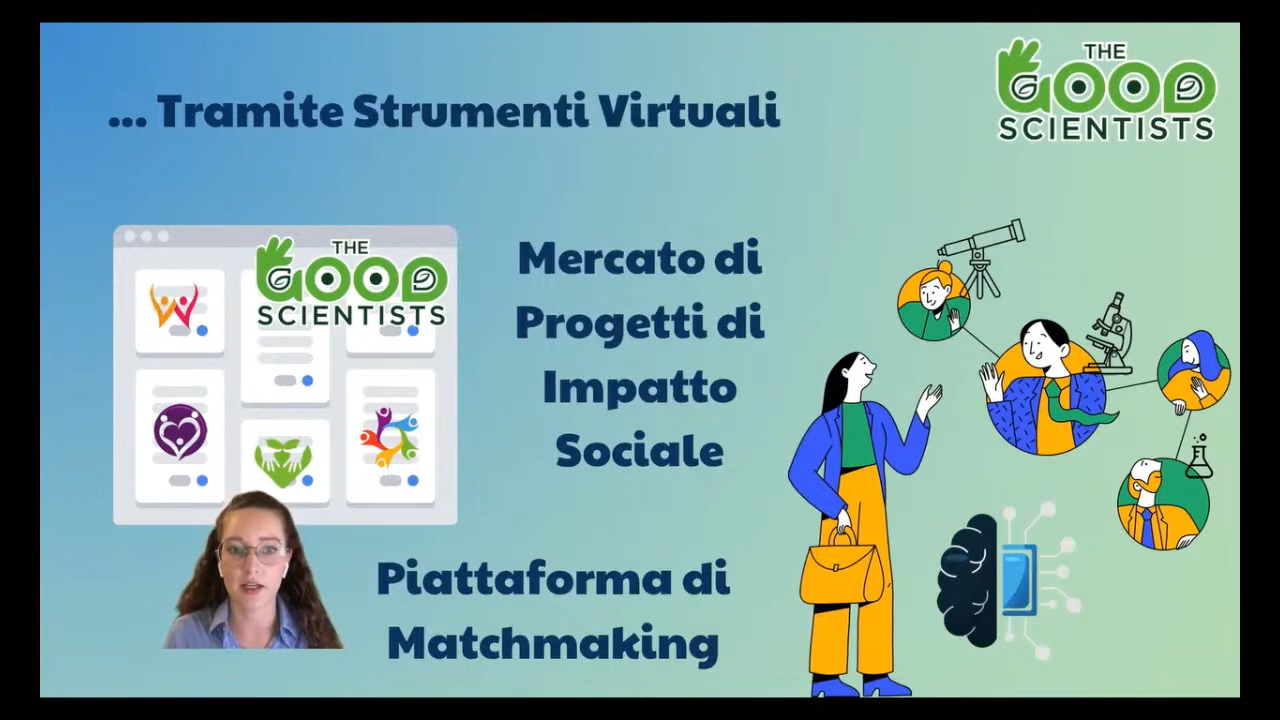 THE
GOOD
SCIENTISTS
... Tramite Strumenti Virtuali
THE
GOOD
SCIENTISTS
Mercato di
Progetti di
Impatto
Sociale
Piattaforma di
Matchmaking